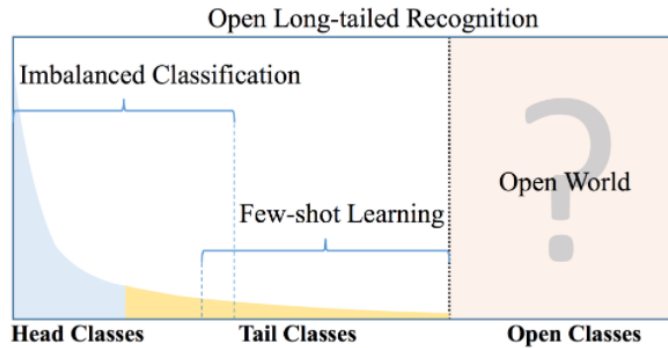 Open Long-tailed Recognition
Imbalanced Classification
Few-shot Learning
?
Open World
Head Classes Tail Classes Open Classes